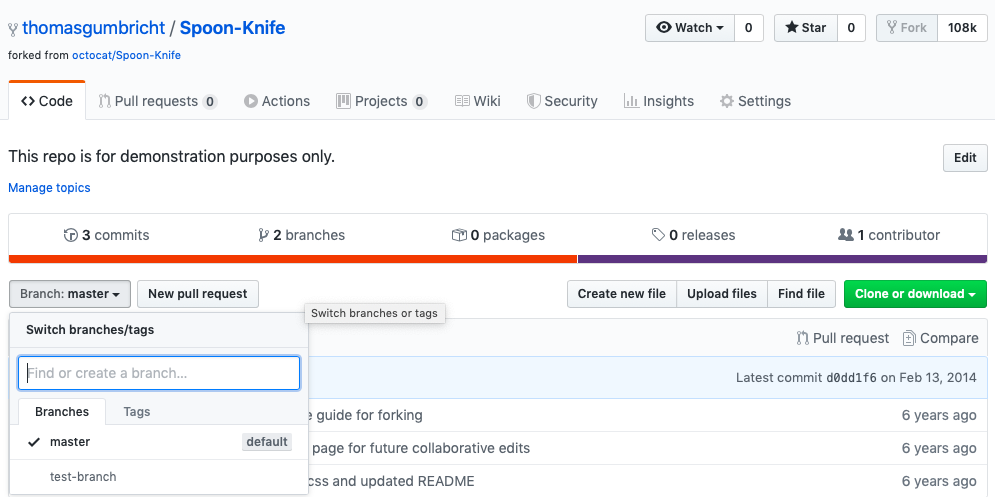 thomasgumbricht / Spoon-Knife
Watch 0 Star 0 Fork 108k
forked from octocat/Spoon-Knife
Code Pull requests 0 Actions Projects 0 Wiki Security Insights Settings
This repo is for demonstration purposes only.
Edit
Manage topics
3 commits 2 branches 0 packages 0 releases 1 contributor
Branch: master New pull request Create new file Upload files Find file Clone or download
Switch branches or tags
Switch branches/tags
Pull request Compare
Find or create a branch...
Latest commit d0dd1f6 on Feb 13, 2014
Branches Tags
guide for forking 6 years ago
master default
page for future collaborative edits 6 years ago
test-branch
css and updated README 6 years ago